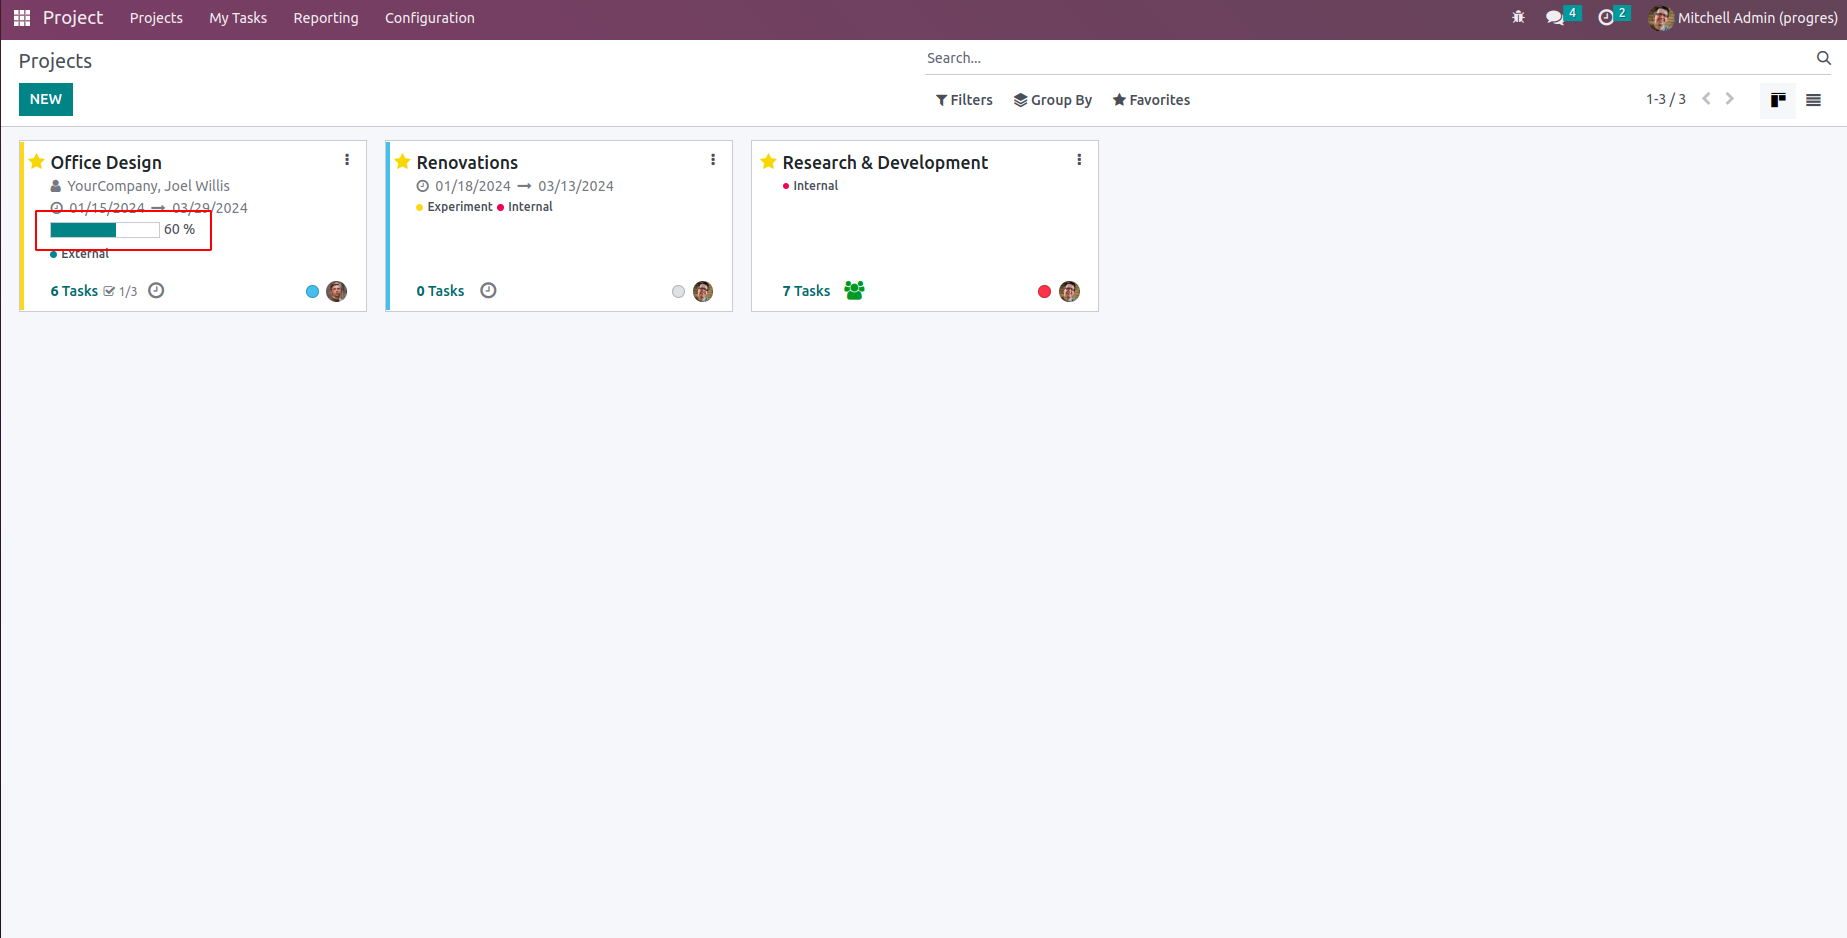 Project Projects My Tasks Reporting Configuration 4 2 Mitchell Admin (progres)
Projects
Search...
NEW
Filters Group By Favorites 1-3 / 3
Office Design
YourCompany, Joel Willis
01/15/2024 → 03/29/2024
60 %
External
6 Tasks 1/3
Renovations
01/18/2024 → 03/13/2024
Experiment Internal
0 Tasks
Research & Development
Internal
7 Tasks